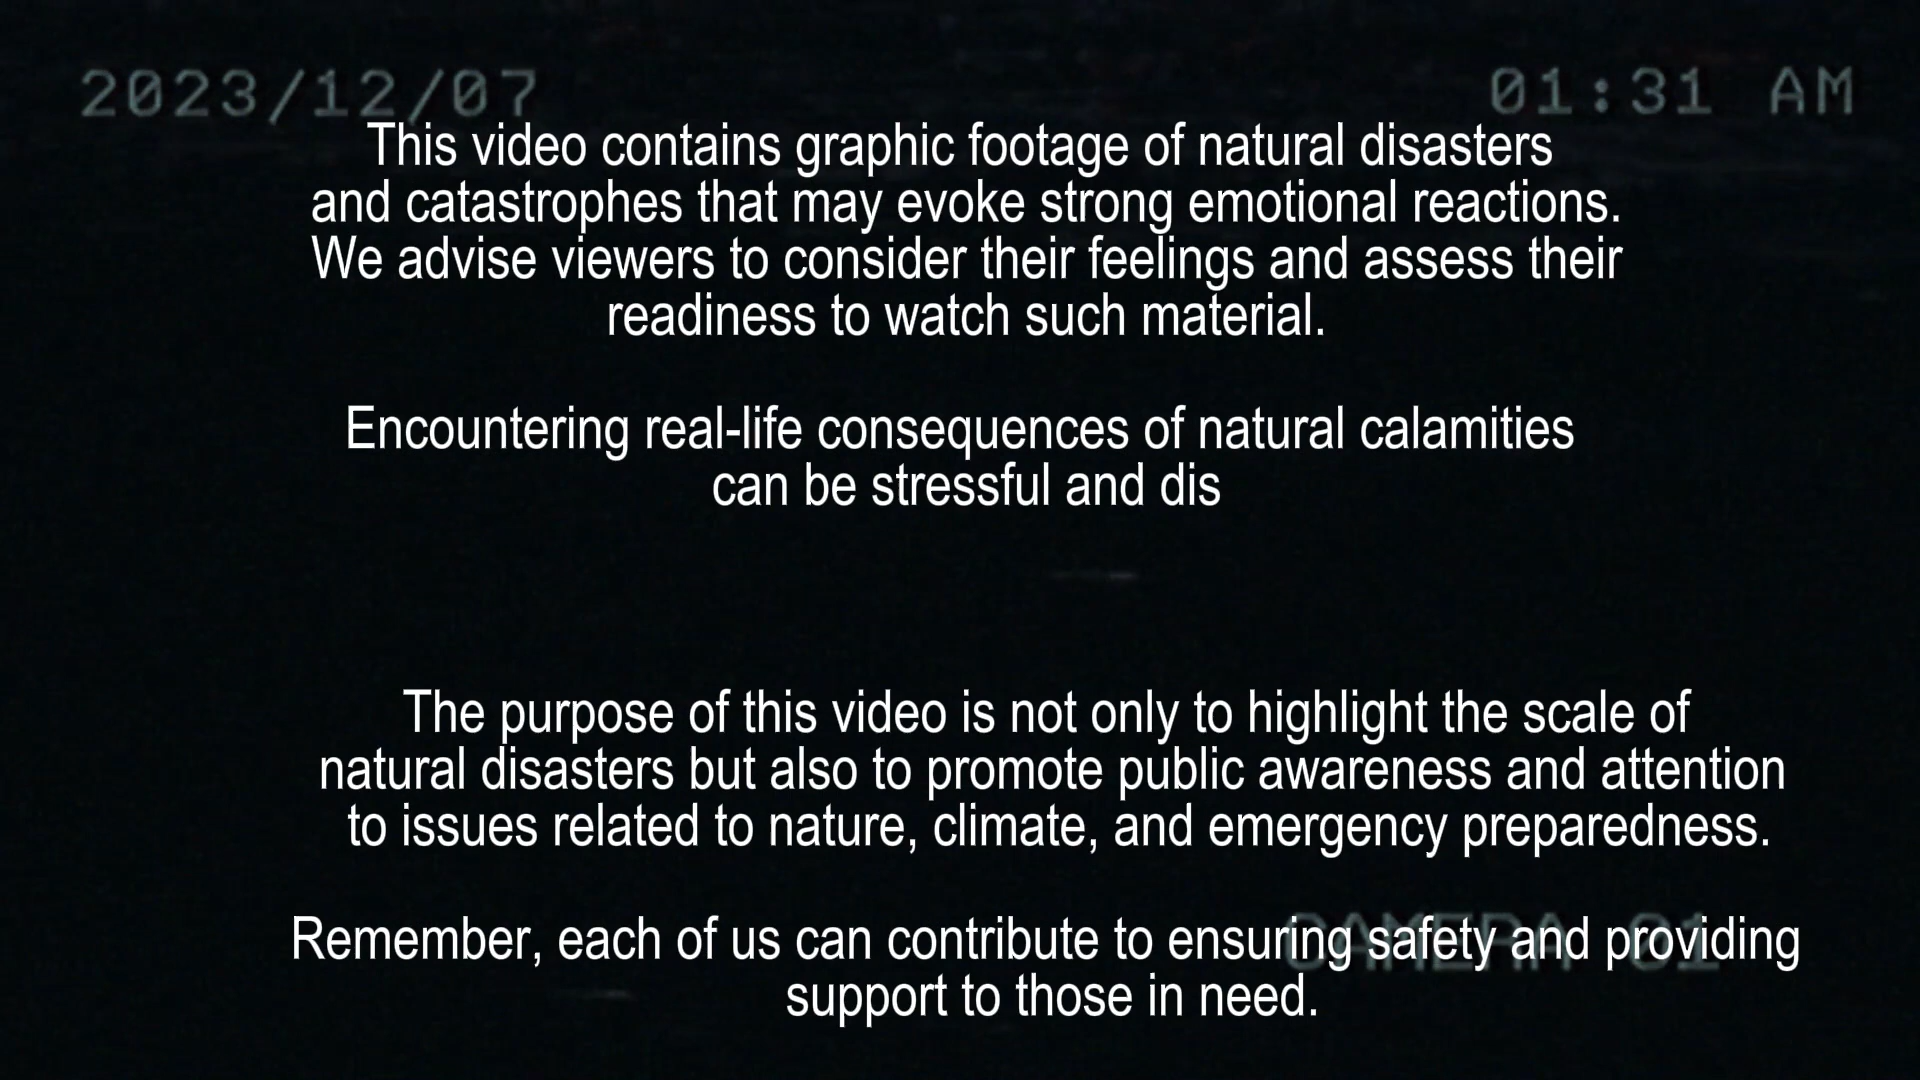 2023/12/07
01:31 AM
This video contains graphic footage of natural disasters
and catastrophes that may evoke strong emotional reactions.
We advise viewers to consider their feelings and assess their
readiness to watch such material.
Encountering real-life consequences of natural calamities
can be stressful and dis
The purpose of this video is not only to highlight the scale of
natural disasters but also to promote public awareness and attention
to issues related to nature, climate, and emergency preparedness.
Remember, each of us can contribute to ensuring safety and providing
CAMERA 01
support to those in need.